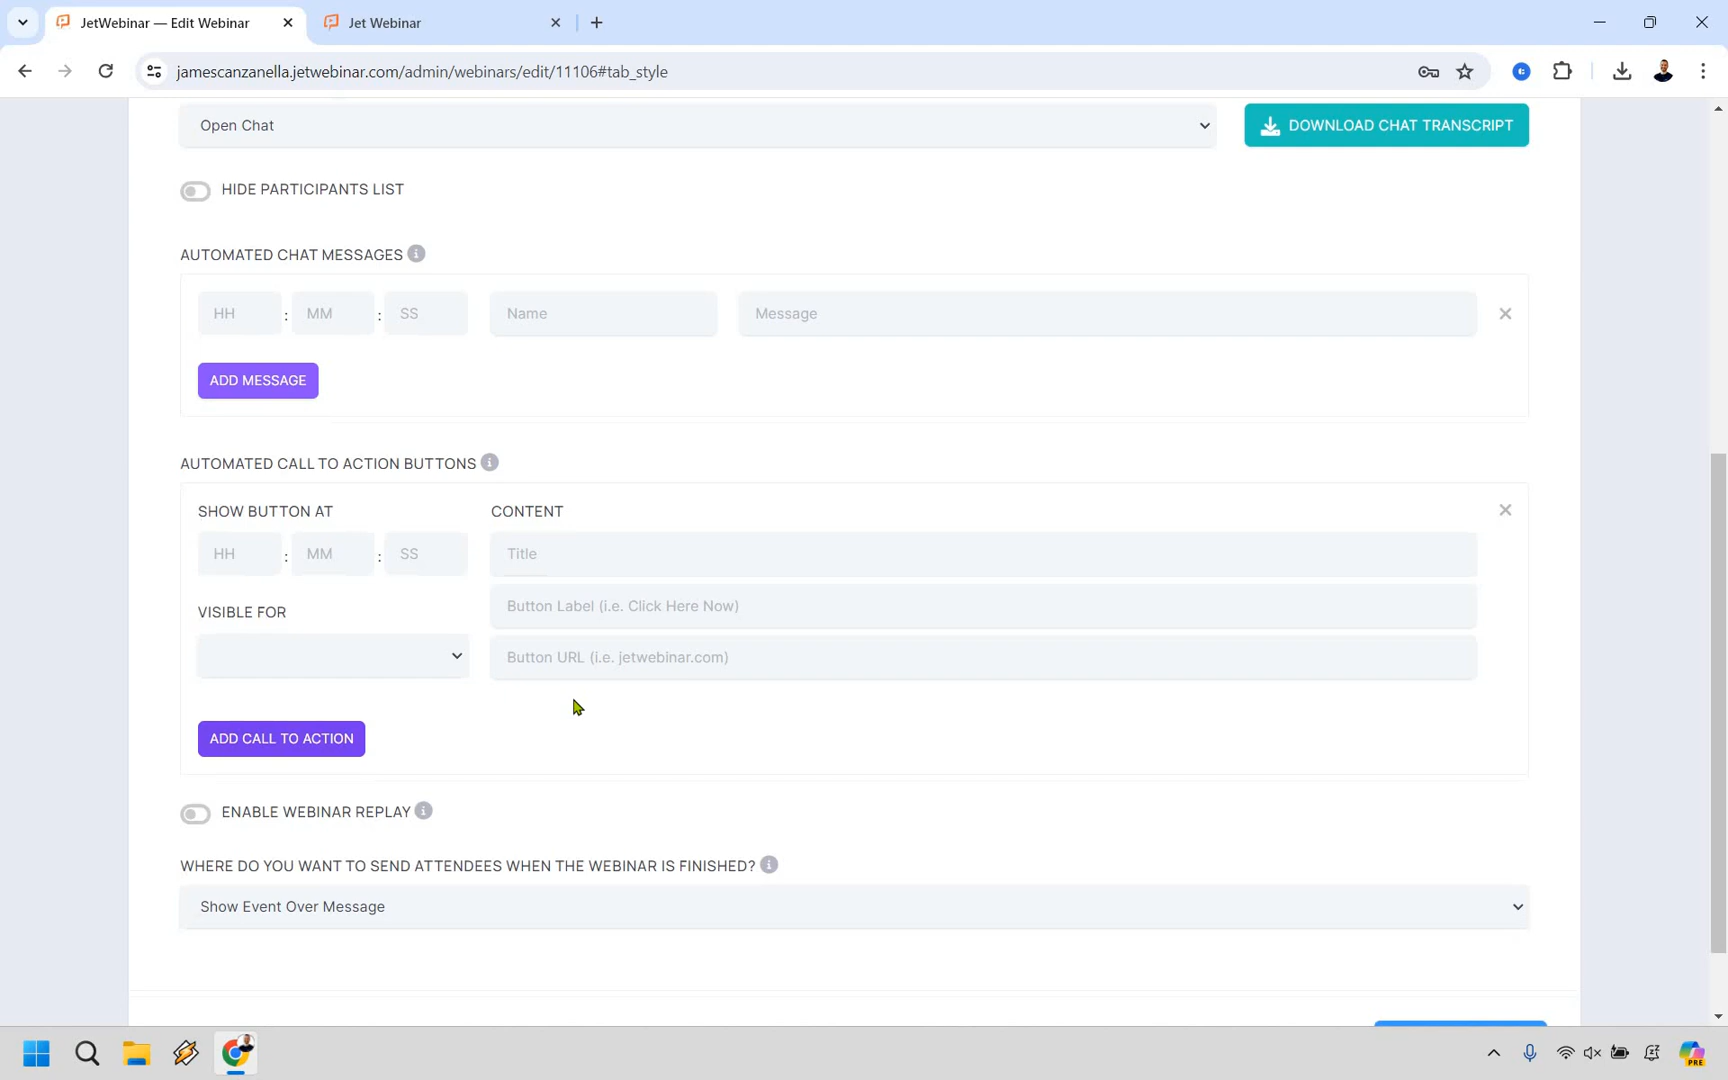 JetWebinar — Edit Webinar
Jet Webinar
jamescanzanella.jetwebinar.com/admin/webinars/edit/11106#tab_style
Open Chat
DOWNLOAD CHAT TRANSCRIPT
HIDE PARTICIPANTS LIST
AUTOMATED CHAT MESSAGES
HH : MM : SS Name Message
ADD MESSAGE
AUTOMATED CALL TO ACTION BUTTONS
SHOW BUTTON AT CONTENT
HH : MM : SS Title
VISIBLE FOR
Button Label (i.e. Click Here Now)
Button URL (i.e. jetwebinar.com)
ADD CALL TO ACTION
ENABLE WEBINAR REPLAY
WHERE DO YOU WANT TO SEND ATTENDEES WHEN THE WEBINAR IS FINISHED?
Show Event Over Message
PRE